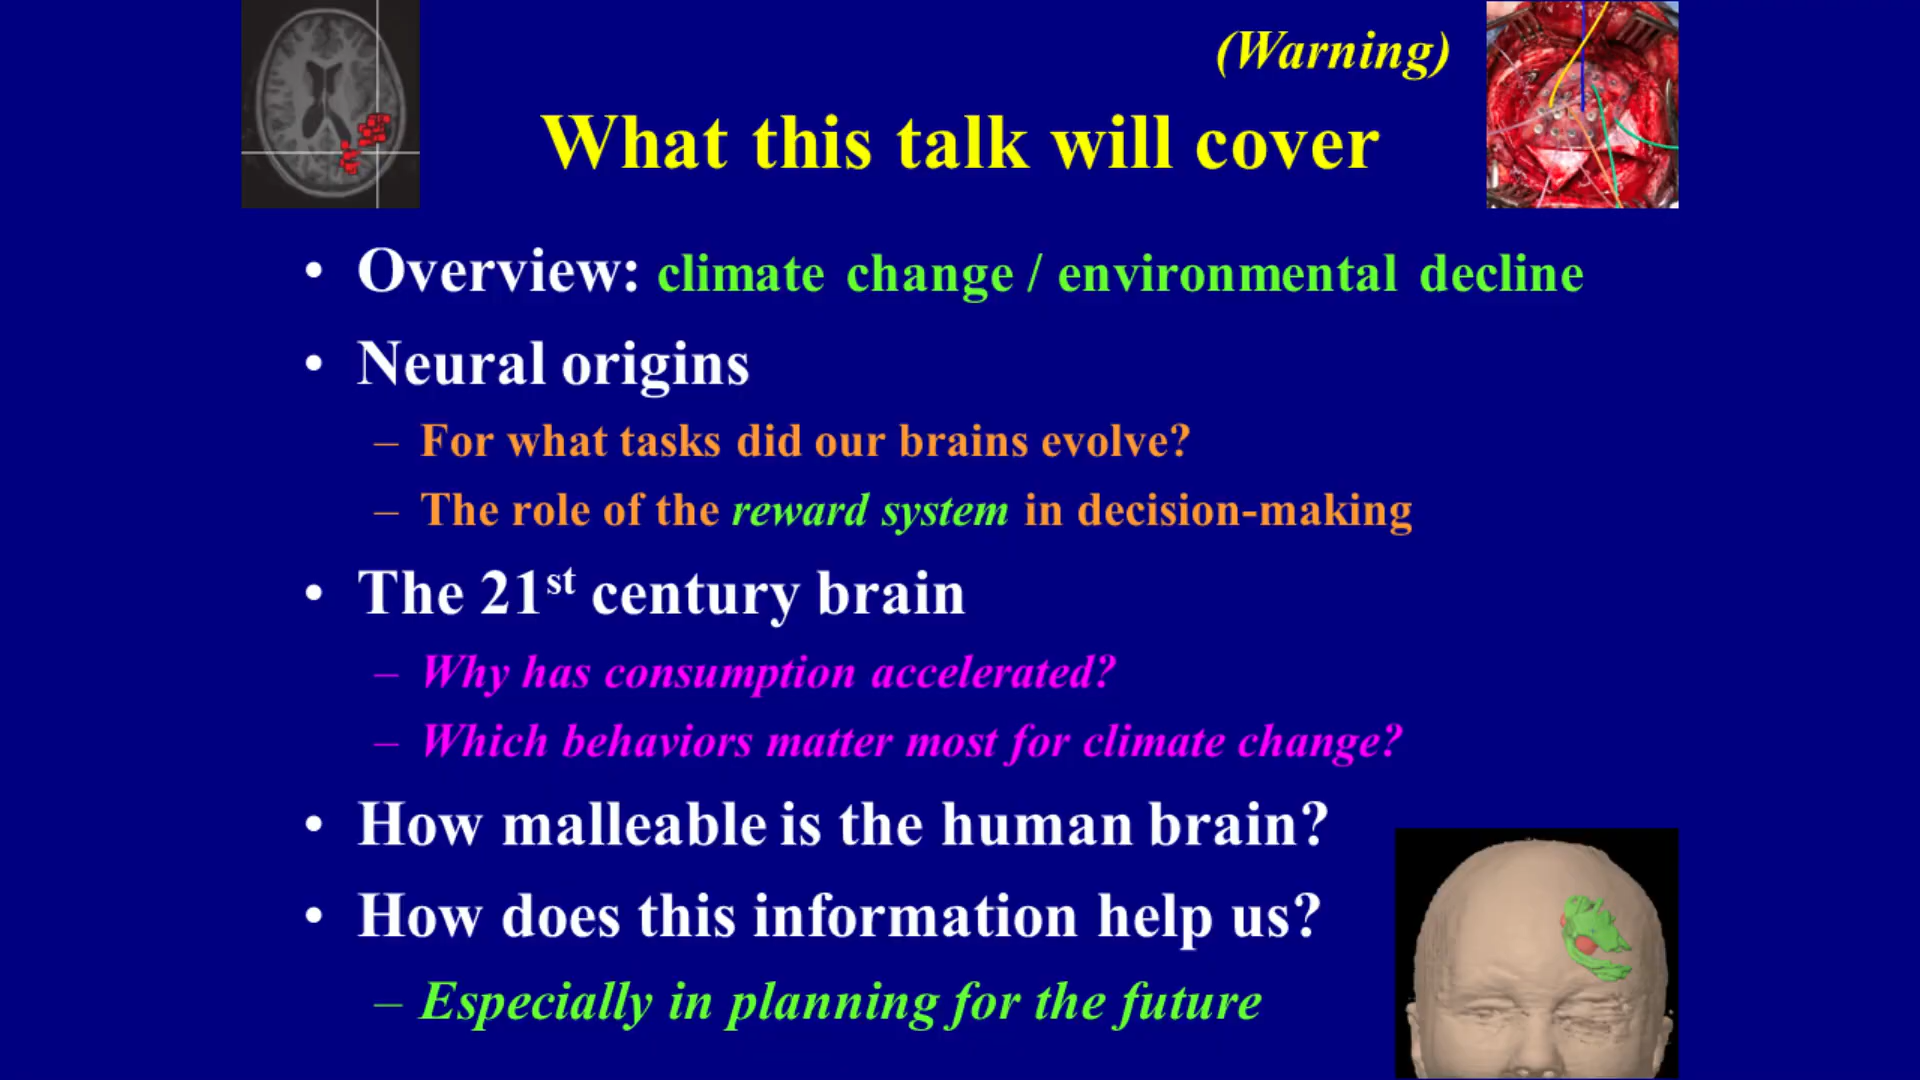 (Warning)
What this talk will cover
• Overview: climate change / environmental decline
• Neural origins
– For what tasks did our brains evolve?
– The role of the reward system in decision-making
• The 21st century brain
– Why has consumption accelerated?
– Which behaviors matter most for climate change?
• How malleable is the human brain?
• How does this information help us?
– Especially in planning for the future